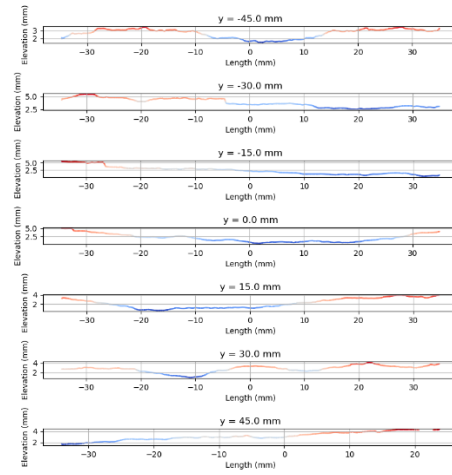 y = -45.0 mm
Elevation (mm)
3
2
-30 -20 -10 0 10 20 30
Length (mm)
y = -30.0 mm
Elevation (mm)
5.0
2.5
-30 -20 -10 0 10 20 30
Length (mm)
y = -15.0 mm
Elevation (mm)
5.0
2.5
-30 -20 -10 0 10 20 30
Length (mm)
y = 0.0 mm
Elevation (mm)
5.0
2.5
-30 -20 -10 0 10 20 30
Length (mm)
y = 15.0 mm
Elevation (mm)
4
2
-30 -20 -10 0 10 20 30
Length (mm)
y = 30.0 mm
Elevation (mm)
4
2
-30 -20 -10 0 10 20 30
Length (mm)
y = 45.0 mm
Elevation (mm)
4
2
-30 -20 -10 0 10 20 30
Length (mm)